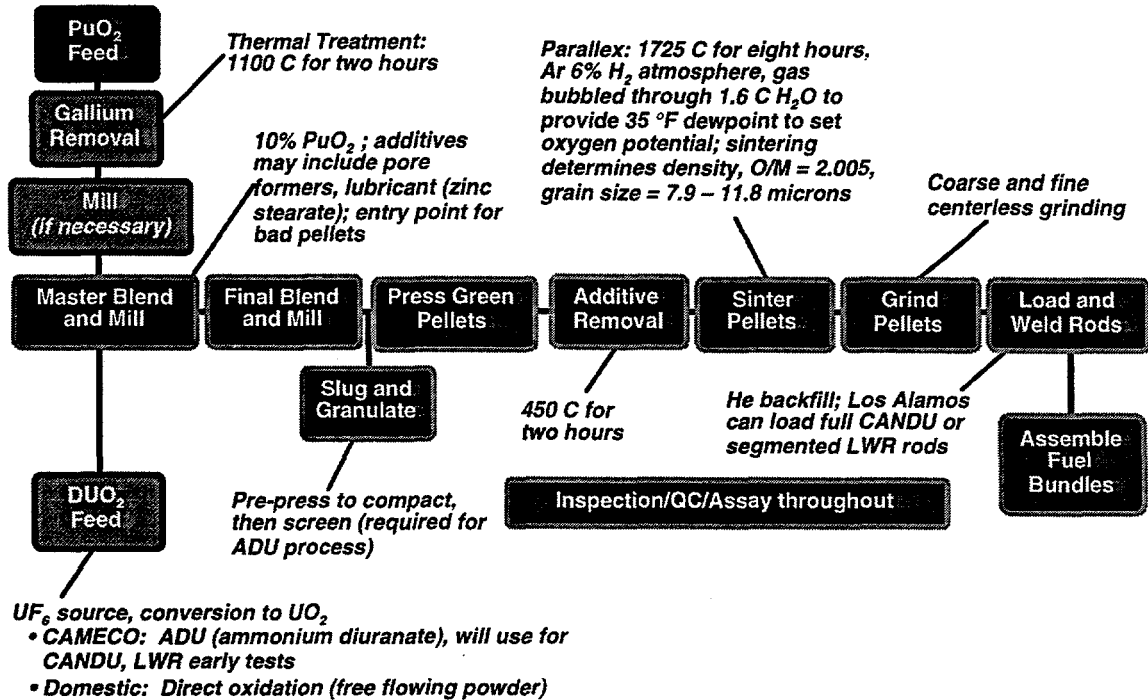 PuO₂
Feed
Thermal Treatment:
1100 C for two hours
Gallium
Removal
Mill
(if necessary)
10% PuO₂ ; additives
may include pore
formers, lubricant (zinc
stearate); entry point for
bad pellets
Parallex: 1725 C for eight hours.
Ar 6% H₂ atmosphere, gas
bubbled through 1.6 C H₂O to
provide 35 °F dewpoint to set
oxygen potential; sintering
determines density, O/M = 2.005,
grain size = 7.9 – 11.8 microns
Coarse and fine
centerless grinding
Master Blend
and Mill
Final Blend
and Mill
Press Green
Pellets
Additive
Removal
Sinter
Pellets
Grind
Pellets
Load and
Weld Rods
Slug and
Granulate
450 C for
two hours
He backfill; Los Alamos
can load full CANDU or
segmented LWR rods
Assemble
Fuel
Bundles
DUO₂
Feed
Pre-press to compact,
then screen (required for
ADU process)
Inspection/QC/Assay throughout
UF₆ source, conversion to UO₂
• CAMECO: ADU (ammonium diuranate), will use for
CANDU, LWR early tests
• Domestic: Direct oxidation (free flowing powder)